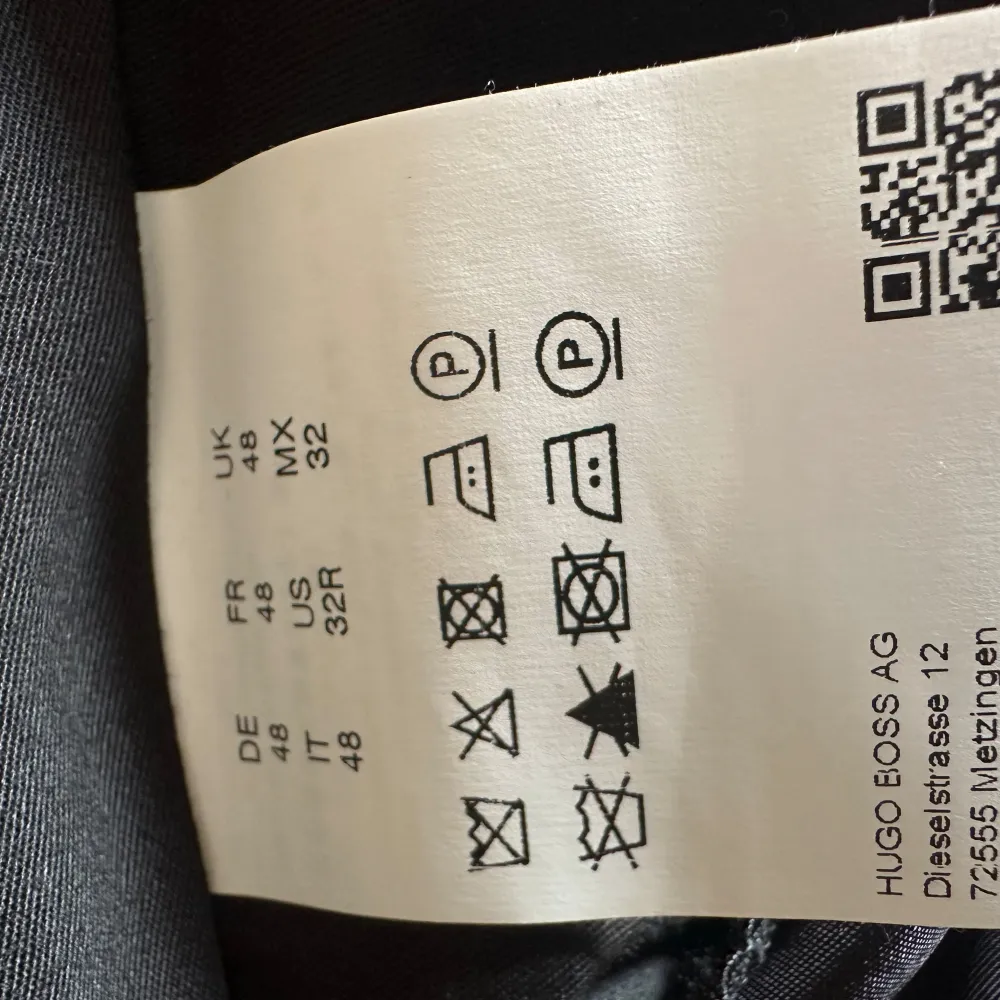 DE FR UK
48 48 48
IT US MX
48 32R 32
P
P
HUGO BOSS AG
Dieselstrasse 12
72555 Metzingen